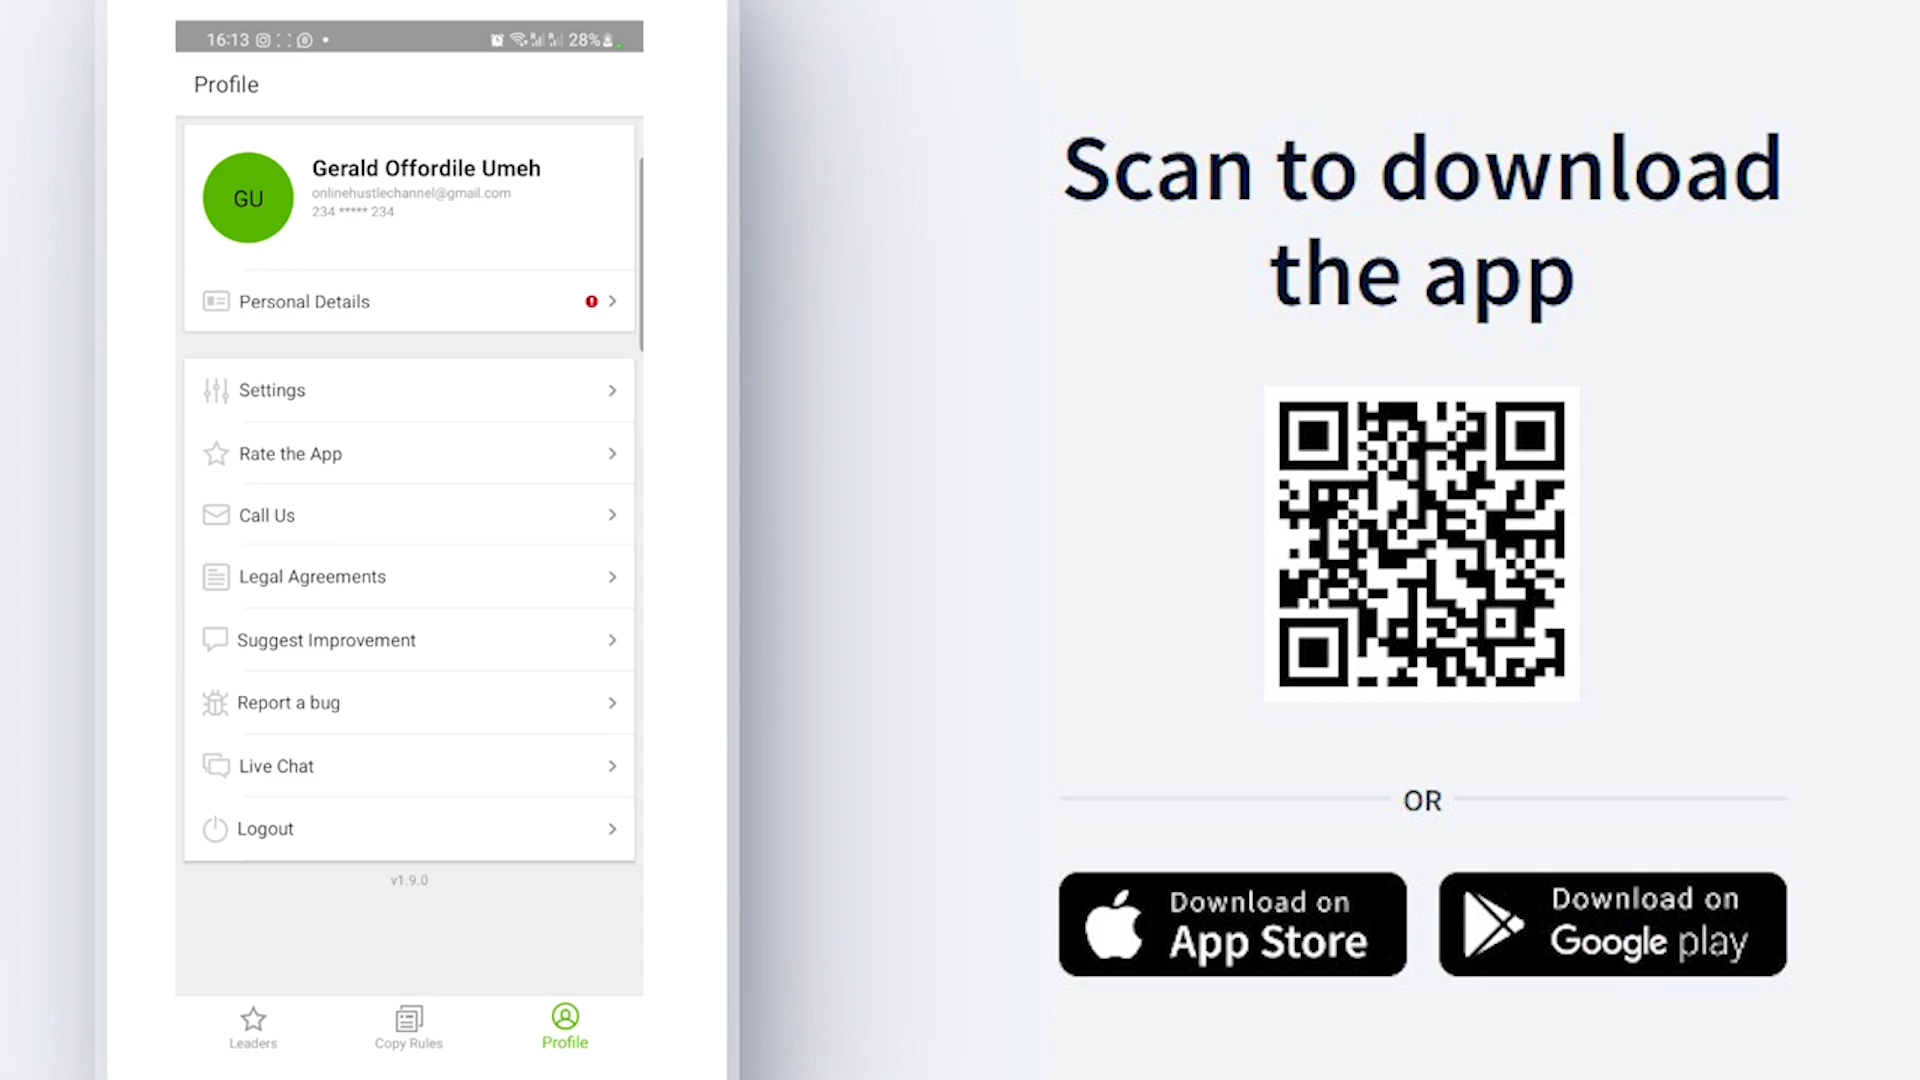 16:13
28%
Profile
GU
Gerald Offordile Umeh
onlinehustlechannel@gmail.com
234 ***** 234
Personal Details
Settings
Rate the App
Call Us
Legal Agreements
Suggest Improvement
Report a bug
Live Chat
Logout
v1.9.0
Leaders
Copy Rules
Profile
Scan to download
the app
OR
Download on
App Store
Download on
Google play